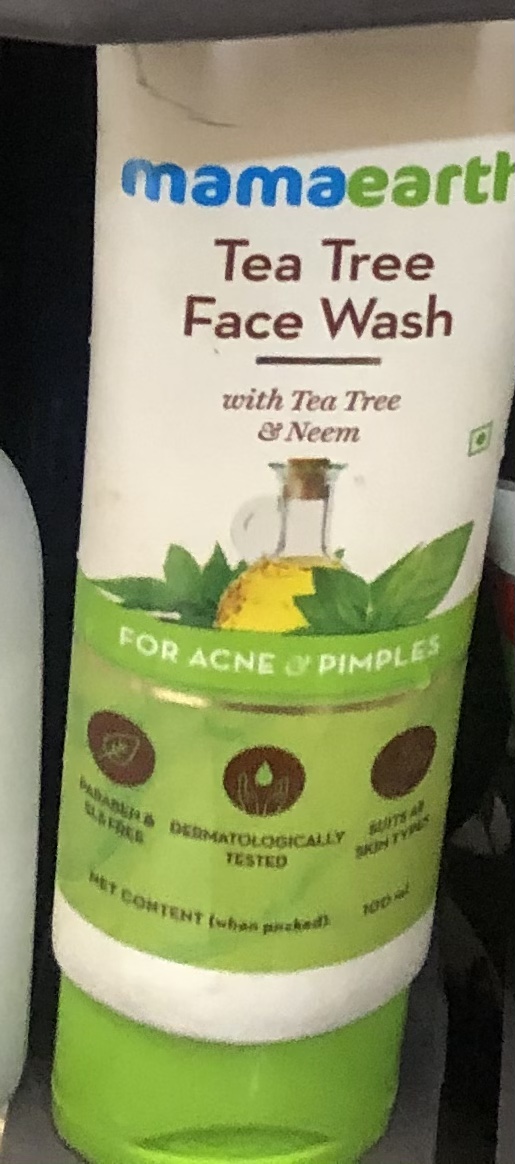 mamaearth
Tea Tree
Face Wash
with Tea Tree
& Neem
FOR ACNE & PIMPLES
PARABEN &
SLS FREE
DERMATOLOGICALLY
TESTED
SUITS All
SKIN TYPES
NET CONTENT (when packed): 100 ml